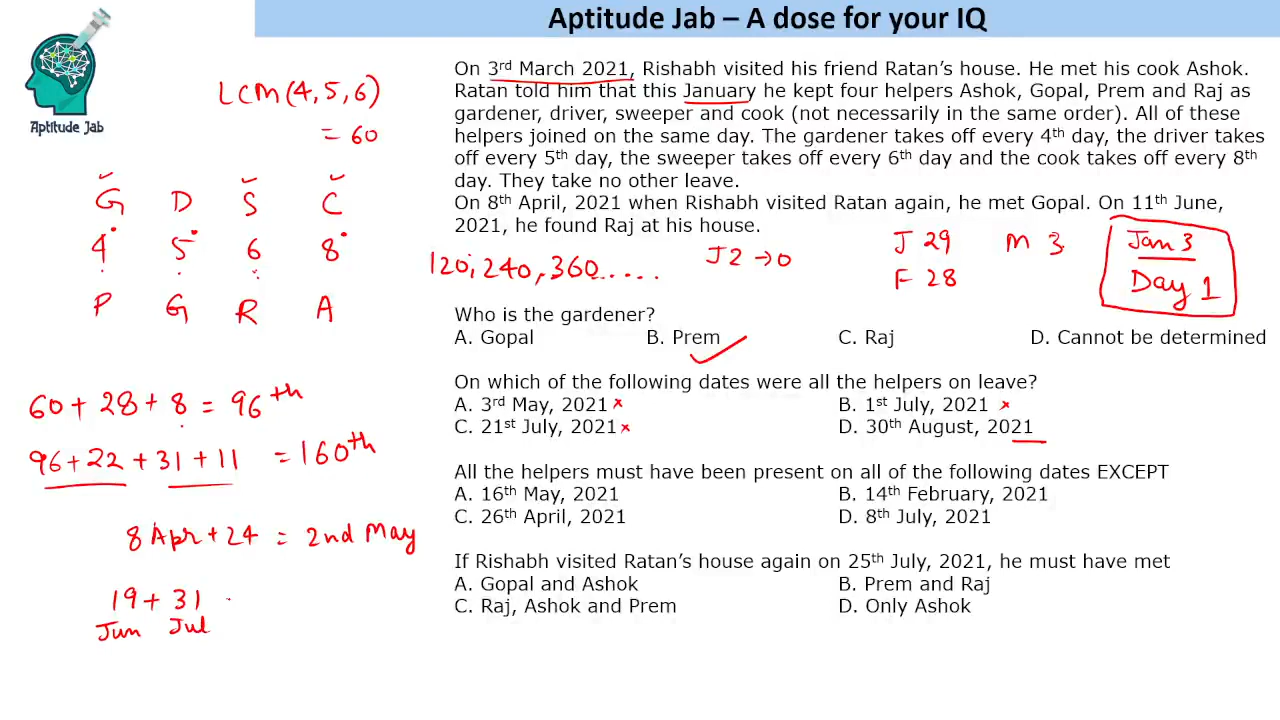 Aptitude Jab – A dose for your IQ
Aptitude Jab
LCM (4, 5, 6)
= 60
G D S C
4 5 6 8
P G R A
60 + 28 + 8 = 96th
96 + 22 + 31 + 11 = 160th
8 Apr + 24 = 2nd May
19 + 31
Jun Jul
On 3rd March 2021, Rishabh visited his friend Ratan’s house. He met his cook Ashok.
Ratan told him that this January he kept four helpers Ashok, Gopal, Prem and Raj as
gardener, driver, sweeper and cook (not necessarily in the same order). All of these
helpers joined on the same day. The gardener takes off every 4th day, the driver takes
off every 5th day, the sweeper takes off every 6th day and the cook takes off every 8th
day. They take no other leave.
On 8th April, 2021 when Rishabh visited Ratan again, he met Gopal. On 11th June,
2021, he found Raj at his house.
120, 240, 360.....
J 2 → 0
J 29
F 28
M 3
Jan 3
Day 1
Who is the gardener?
A. Gopal B. Prem C. Raj D. Cannot be determined
On which of the following dates were all the helpers on leave?
A. 3rd May, 2021 × B. 1st July, 2021 ×
C. 21st July, 2021 × D. 30th August, 2021
All the helpers must have been present on all of the following dates EXCEPT
A. 16th May, 2021 B. 14th February, 2021
C. 26th April, 2021 D. 8th July, 2021
If Rishabh visited Ratan’s house again on 25th July, 2021, he must have met
A. Gopal and Ashok B. Prem and Raj
C. Raj, Ashok and Prem D. Only Ashok